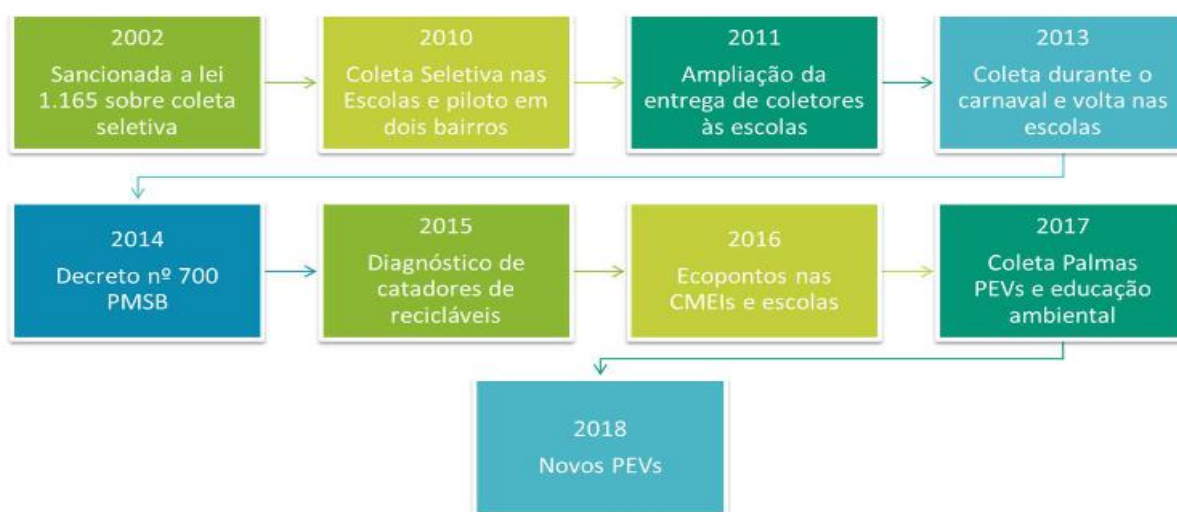 2002
Sancionada a lei
1.165 sobre coleta
seletiva
2010
Coleta Seletiva nas
Escolas e piloto em
dois bairros
2011
Ampliação da
entrega de coletores
às escolas
2013
Coleta durante o
carnaval e volta nas
escolas
2014
Decreto nº 700
PMSB
2015
Diagnóstico de
catadores de
recicláveis
2016
Ecopontos nas
CMEIs e escolas
2017
Coleta Palmas
PEVs e educação
ambiental
2018
Novos PEVs